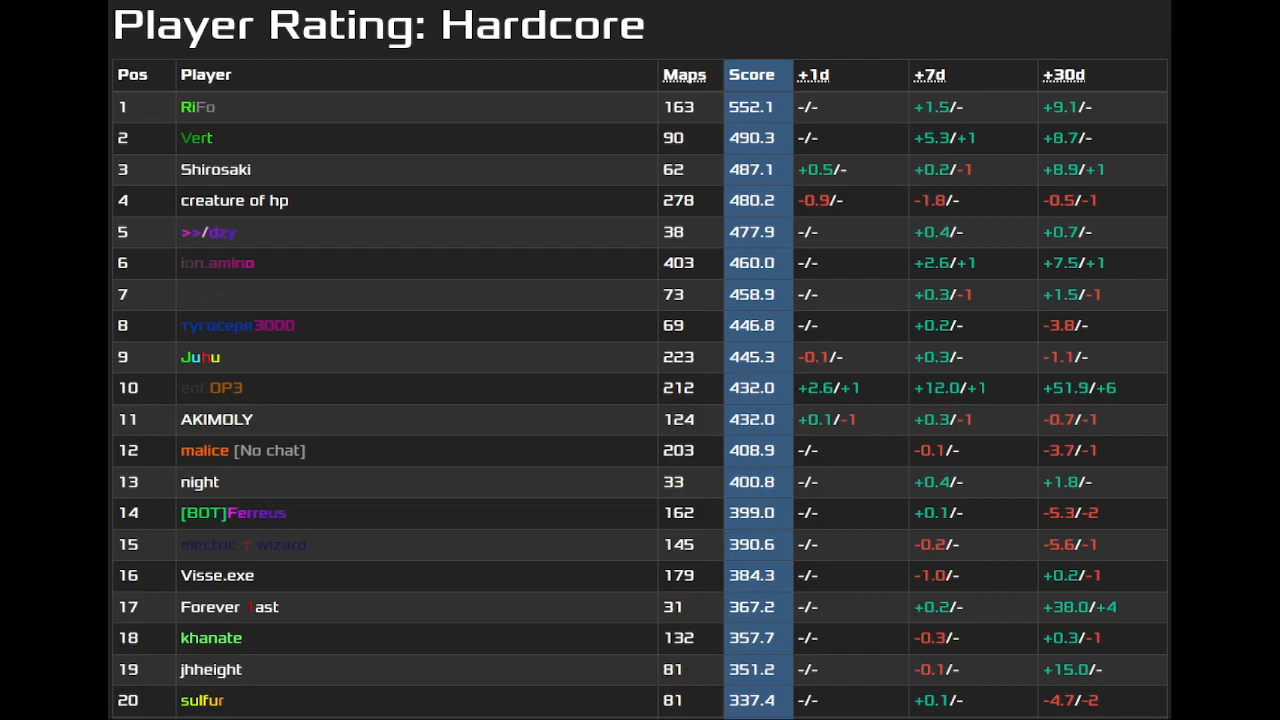 Player Rating: Hardcore
Pos Player Maps Score +1d +7d +30d
1 RiFo 163 552.1 -/- +1.5/- +9.1/-
2 Vert 90 490.3 -/- +5.3/+1 +8.7/-
3 Shirosaki 62 487.1 +0.5/- +0.2/-1 +8.9/+1
4 creature of hp 278 480.2 -0.9/- -1.8/- -0.5/-1
5 >>/dzy 38 477.9 -/- +0.4/- +0.7/-
6 ion.amino 403 460.0 -/- +2.6/+1 +7.5/+1
7 73 458.9 -/- +0.3/-1 +1.5/-1
8 тугосеря3000 69 446.8 -/- +0.2/- -3.8/-
9 Juhu 223 445.3 -0.1/- +0.3/- -1.1/-
10 eof.OP3 212 432.0 +2.6/+1 +12.0/+1 +51.9/+6
11 AKIMOLY 124 432.0 +0.1/-1 +0.3/-1 -0.7/-1
12 malice [No chat] 203 408.9 -/- -0.1/- -3.7/-1
13 night 33 400.8 -/- +0.4/- +1.8/-
14 [BOT]Ferreus 162 399.0 -/- +0.1/- -5.3/-2
15 electric ✝ wizard 145 390.6 -/- -0.2/- -5.6/-1
16 Visse.exe 179 384.3 -/- -1.0/- +0.2/-1
17 Forever 1ast 31 367.2 -/- +0.2/- +38.0/+4
18 khanate 132 357.7 -/- -0.3/- +0.3/-1
19 jhheight 81 351.2 -/- -0.1/- +15.0/-
20 sulfur 81 337.4 -/- +0.1/- -4.7/-2